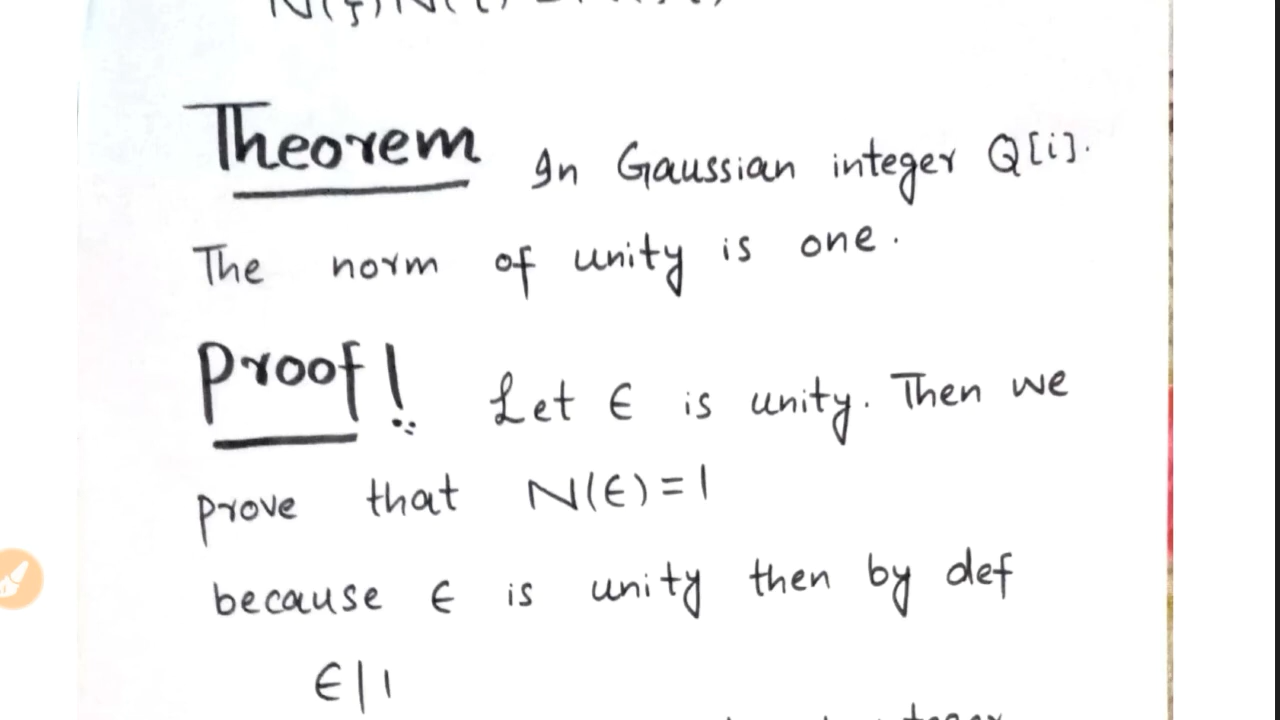 Theorem In Gaussian integer Q[i].
The norm of unity is one.
Proof! Let ϵ is unity. Then we
prove that N(ϵ)=1
because ϵ is unity then by def
ϵ|1